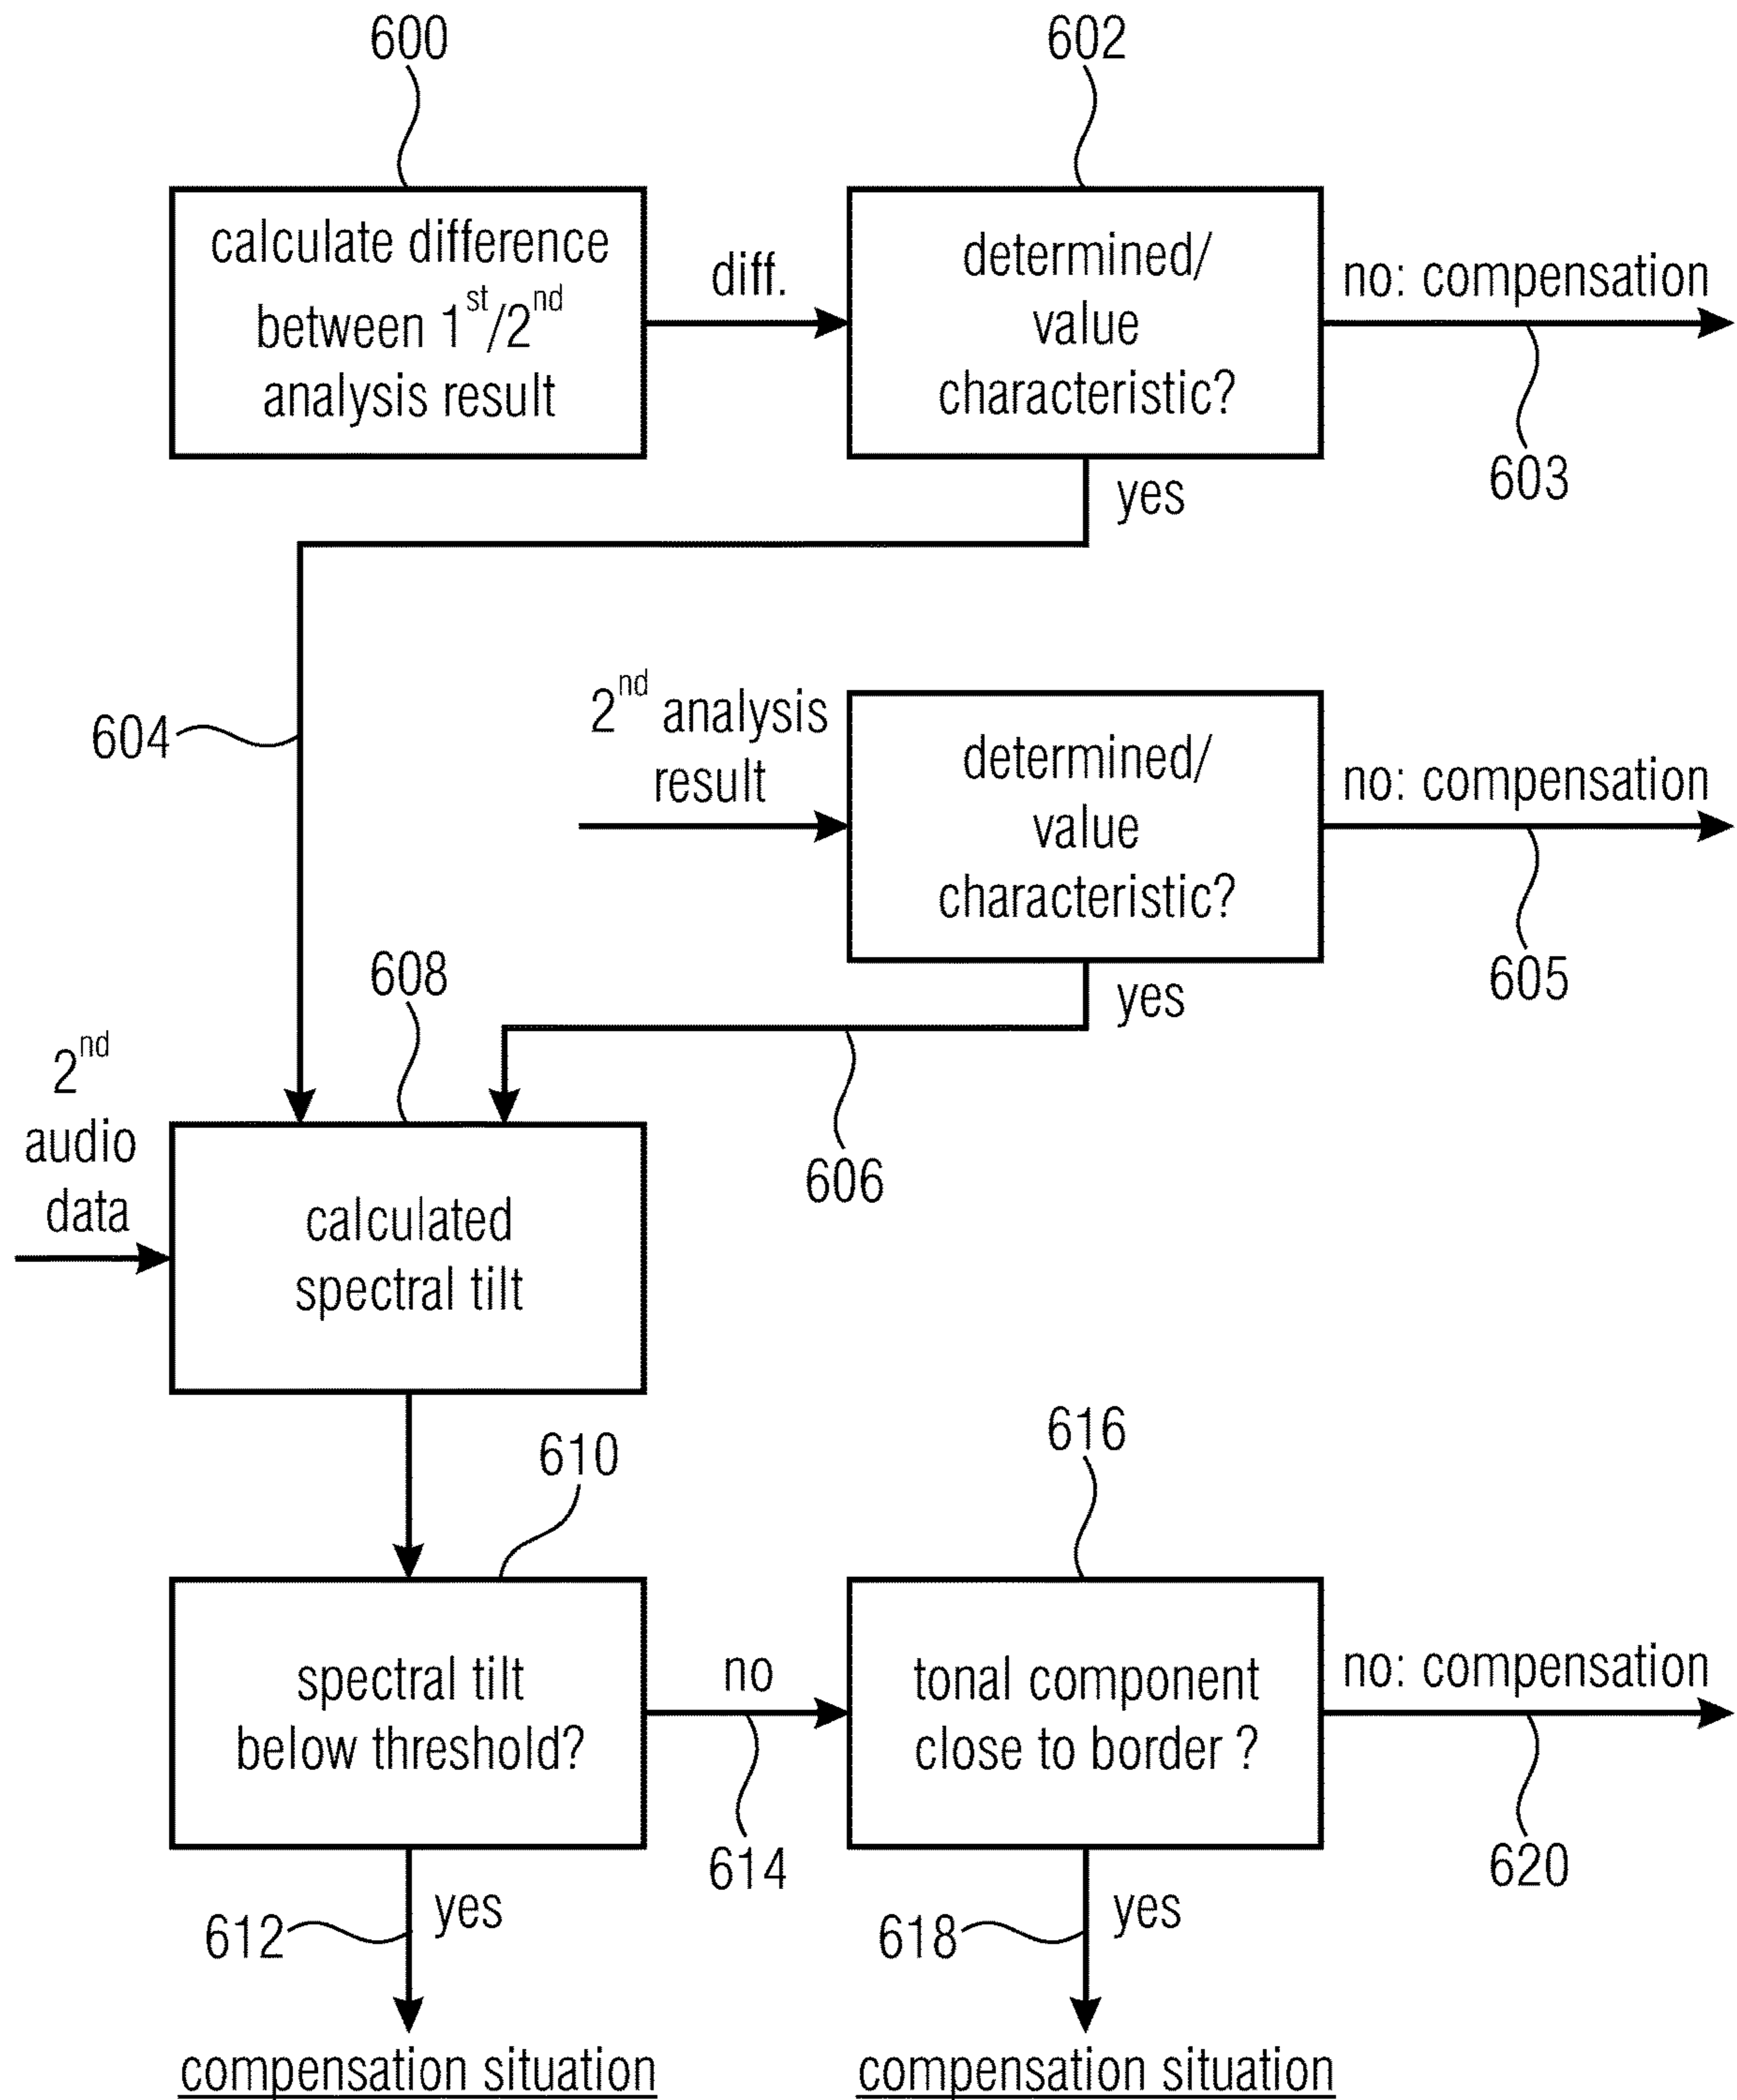 600
602
calculate difference
between 1st/2nd
analysis result
diff.
determined/
value
characteristic?
no: compensation
603
yes
604
2nd analysis
result
determined/
value
characteristic?
no: compensation
605
yes
606
608
2nd
audio
data
calculated
spectral tilt
610
616
spectral tilt
below threshold?
no
614
tonal component
close to border ?
no: compensation
620
612
yes
618
yes
compensation situation
compensation situation